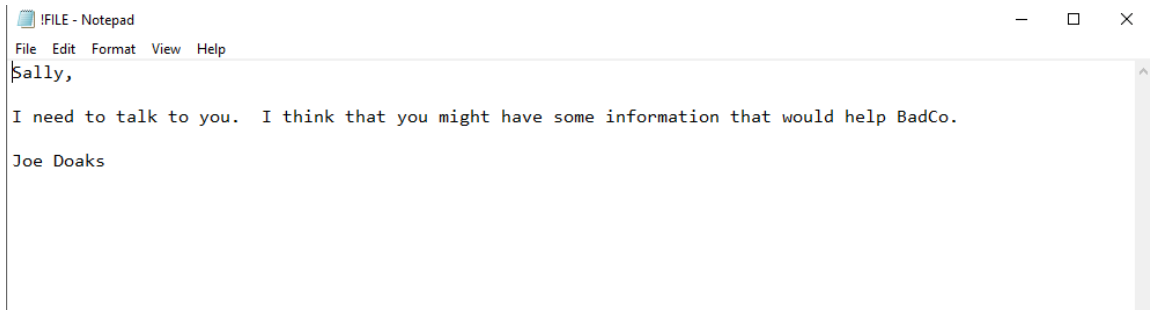 !FILE - Notepad
File Edit Format View Help
Sally,
I need to talk to you.  I think that you might have some information that would help BadCo.
Joe Doaks